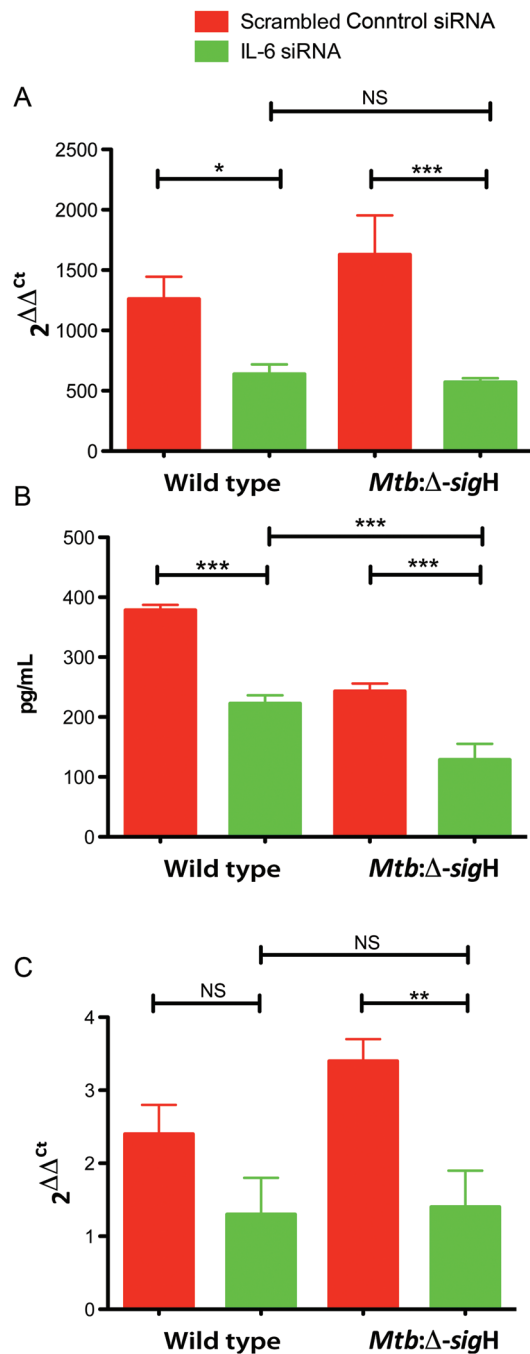 Scrambled Conntrol siRNA
IL-6 siRNA
A
NS
* ***
2500
2000
1500
1000
500
0
2ΔΔCt
Wild type Mtb:Δ-sigH
B
***
*** ***
500
400
300
200
100
0
pg/mL
Wild type Mtb:Δ-sigH
C
NS
NS **
4
3
2
1
0
2ΔΔCt
Wild type Mtb:Δ-sigH